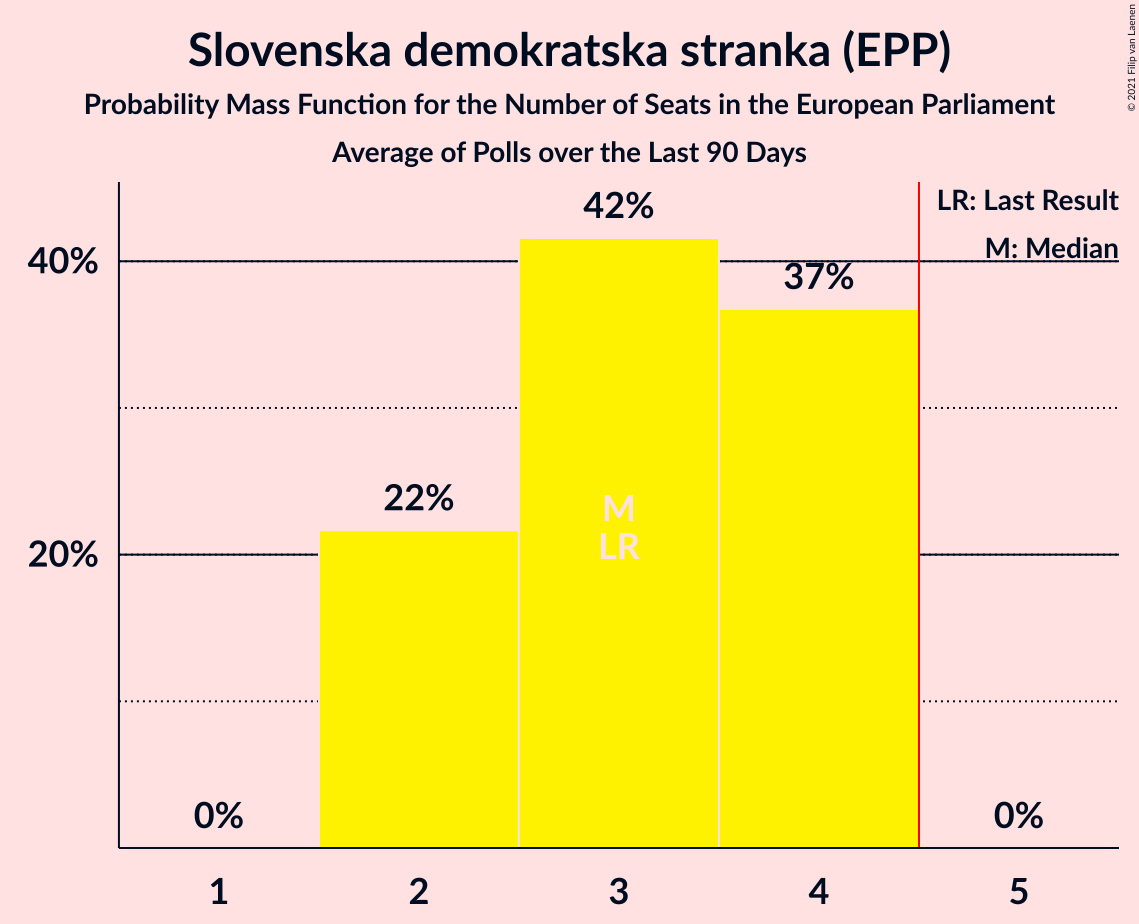 Slovenska demokratska stranka (EPP)
Probability Mass Function for the Number of Seats in the European Parliament
Average of Polls over the Last 90 Days
© 2021 Filip van Laenen
LR: Last Result
M: Median
42%
40%
37%
22%
M
LR
20%
0%
0%
1
2
3
4
5